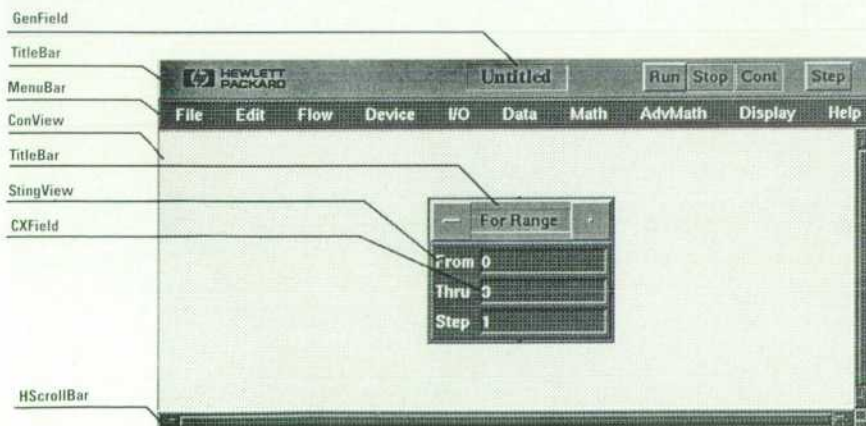 GenField
TitleBar
HEWLETT
PACKARD
Untitled
Run Stop Cont Step
MenuBar
File Edit Flow Device I/O Data Math AdvMath Display Help
ConView
TitleBar
StingView
For Range
CXField
From 0
Thru 0
Step 1
HScrollBar